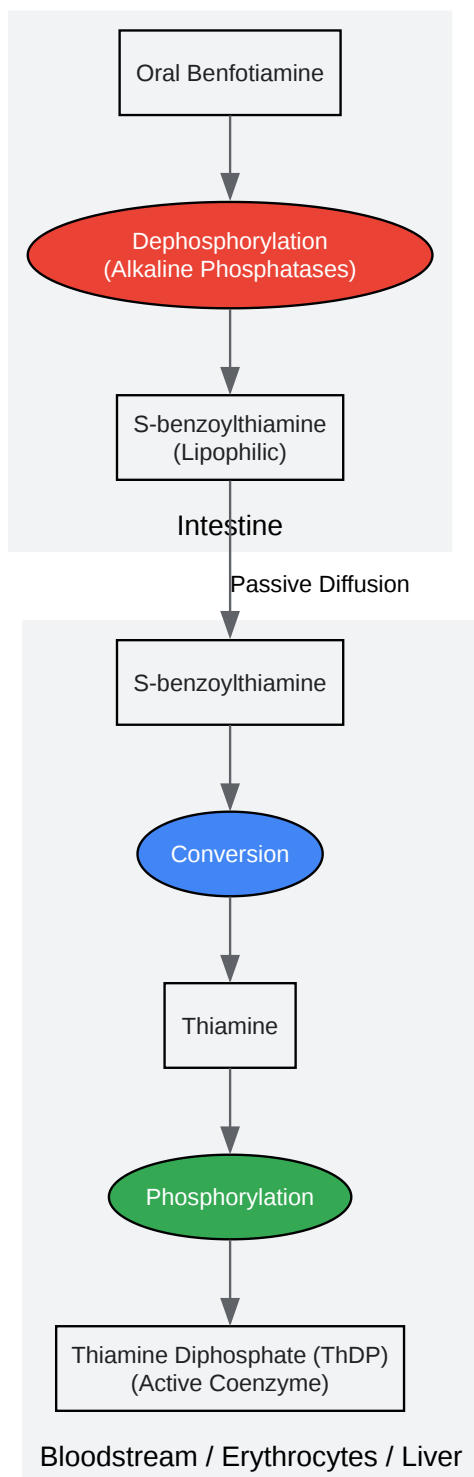 Oral Benfotiamine
Dephosphorylation
(Alkaline Phosphatases)
S-benzoylthiamine
(Lipophilic)
Intestine
Passive Diffusion
S-benzoylthiamine
Conversion
Thiamine
Phosphorylation
Thiamine Diphosphate (ThDP)
(Active Coenzyme)
Bloodstream / Erythrocytes / Liver